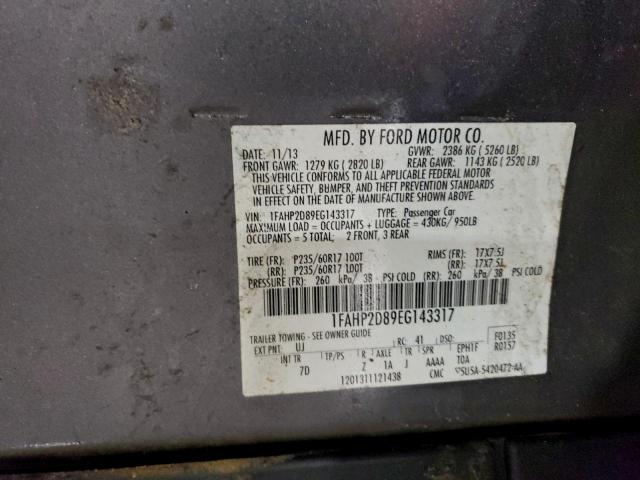 MFD. BY FORD MOTOR CO.
DATE: 11/13 GVWR: 2386 KG ( 5260 LB)
FRONT GAWR: 1279 KG ( 2820 LB) REAR GAWR: 1143 KG ( 2520 LB)
THIS VEHICLE CONFORMS TO ALL APPLICABLE FEDERAL MOTOR
VEHICLE SAFETY, BUMPER, AND THEFT PREVENTION STANDARDS
IN EFFECT ON THE DATE OF MANUFACTURE SHOWN ABOVE.
VIN: 1FAHP2D89EG143317 TYPE: Passenger Car
MAXIMUM LOAD = OCCUPANTS + LUGGAGE = 430KG/ 950LB
OCCUPANTS = 5 TOTAL; 2 FRONT, 3 REAR
TIRE (FR): P235/60R17 100T RIMS (FR): 17X7.5J
(RR): P235/60R17 100T (RR): 17X7.5J
PRESSURE (FR): 260 kPa/ 38 PSI COLD (RR): 260 kPa/ 38 PSI COLD
1FAHP2D89EG143317
TRAILER TOWING - SEE OWNER GUIDE F0135
EXT PNT: UJ RC: 41 DSO: R0157
INT TR TP/PS R AXLE TR SPR EPH1F
7D Z 1A J AAAA TOA
1201311121438 CMC 5U5A-5420472-AA